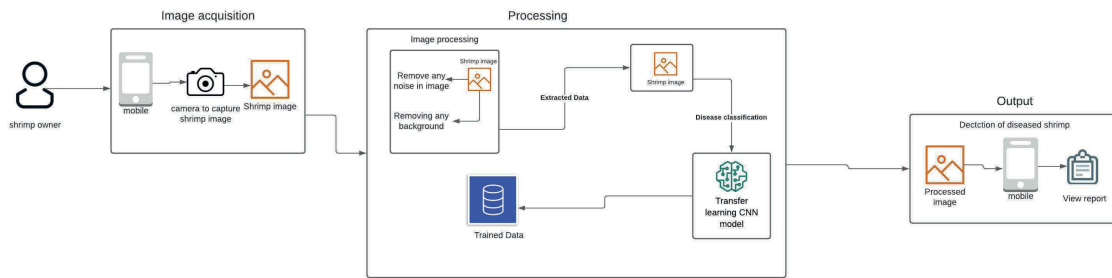 Image acquisition
mobile
camera to capture
shrimp image
Shrimp image
shrimp owner
Processing
Image processing
Shrimp image
Remove any
noise in image
Removing any
background
Extracted Data
Shrimp image
Disease classification
Transfer
learning CNN
model
Trained Data
Output
Dectction of diseased shrimp
Processed
image
mobile
View report